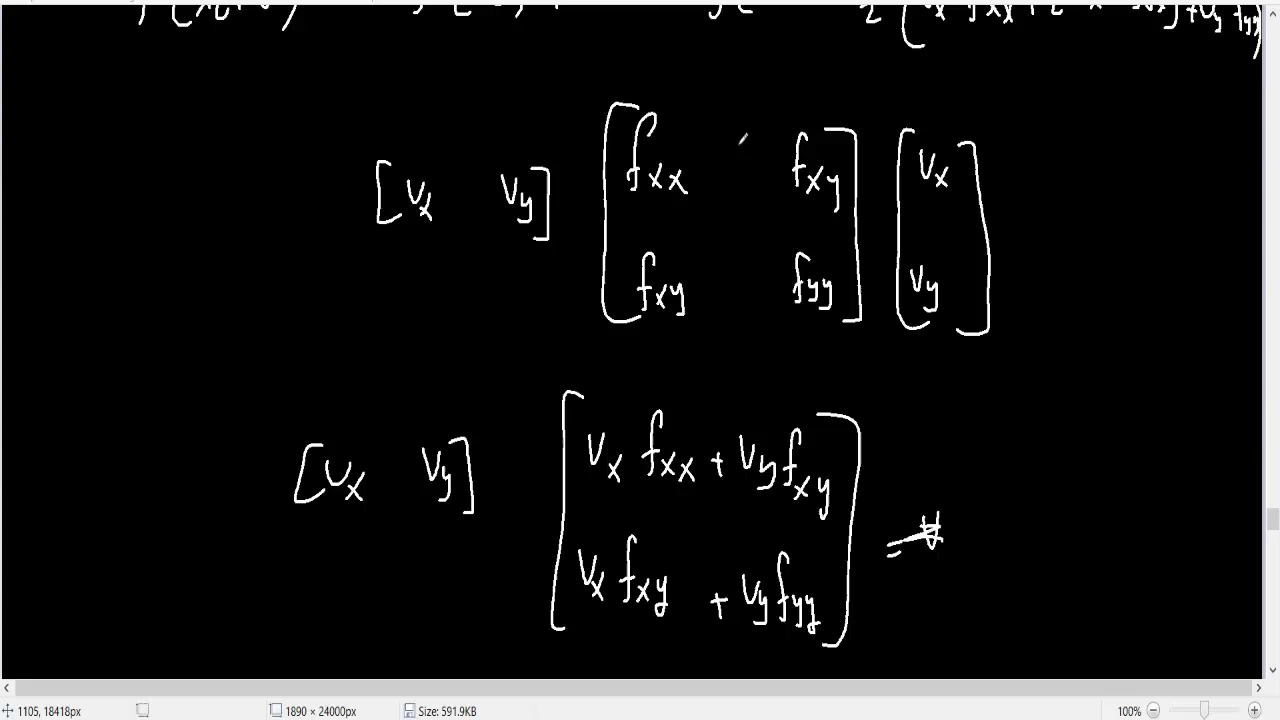 [Vx Vy] [fxx fxy
fxy fyy] [Vx
Vy]
[Vx Vy] [Vx fxx + Vy fxy
Vx fxy + Vy fyy] =
1105, 18418px 1890 × 24000px Size: 591.9KB 100%